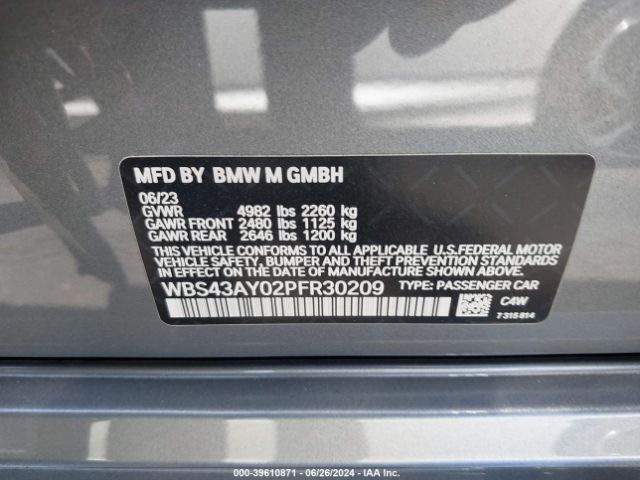 MFD BY BMW M GMBH
06/23
GVWR 4982 lbs 2260 kg
GAWR FRONT 2480 lbs 1125 kg
GAWR REAR 2646 lbs 1200 kg
THIS VEHICLE CONFORMS TO ALL APPLICABLE U.S.FEDERAL MOTOR
VEHICLE SAFETY, BUMPER AND THEFT PREVENTION STANDARDS
IN EFFECT ON THE DATE OF MANUFACTURE SHOWN ABOVE.
WBS43AY02PFR30209 TYPE: PASSENGER CAR
C4W
7315814
000-39610871 - 06/26/2024 - IAA Inc.